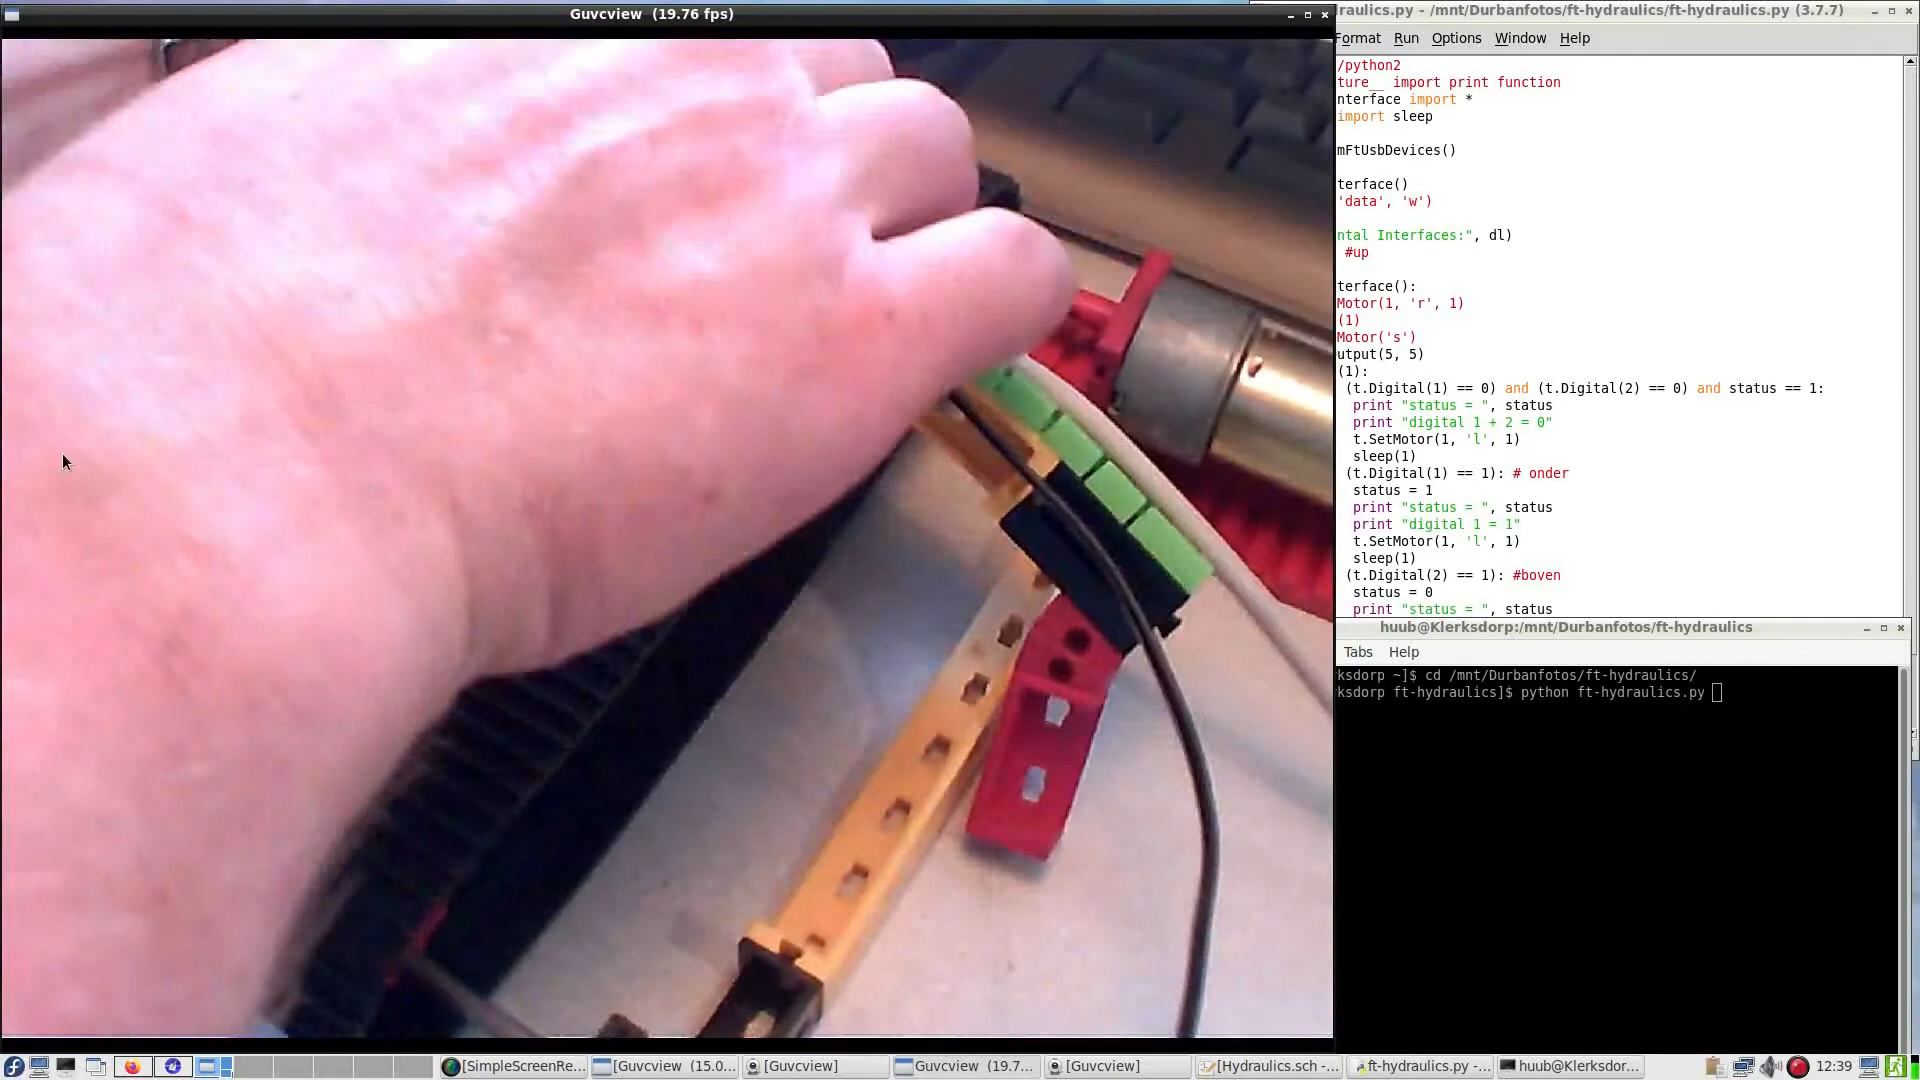 Guvcview (19.76 fps)
raulics.py - /mnt/Durbanfotos/ft-hydraulics/ft-hydraulics.py (3.7.7)
Format Run Options Window Help
/python2
ture__ import print function
nterface import *
import sleep
mFtUsbDevices()
terface()
'data', 'w')
ntal Interfaces:", dl)
#up
terface():
Motor(1, 'r', 1)
(1)
Motor('s')
utput(5, 5)
(1):
(t.Digital(1) == 0) and (t.Digital(2) == 0) and status == 1:
print "status = ", status
print "digital 1 + 2 = 0"
t.SetMotor(1, 'l', 1)
sleep(1)
(t.Digital(1) == 1): # onder
status = 1
print "status = ", status
print "digital 1 = 1"
t.SetMotor(1, 'l', 1)
sleep(1)
(t.Digital(2) == 1): #boven
status = 0
print "status = ", status
huub@Klerksdorp:/mnt/Durbanfotos/ft-hydraulics
Tabs Help
ksdorp ~]$ cd /mnt/Durbanfotos/ft-hydraulics/
ksdorp ft-hydraulics]$ python ft-hydraulics.py
[SimpleScreenRe... [Guvcview (15.0... [Guvcview] Guvcview (19.7... [Guvcview] [Hydraulics.sch -... ft-hydraulics.py -... huub@Klerksdor... 12:39